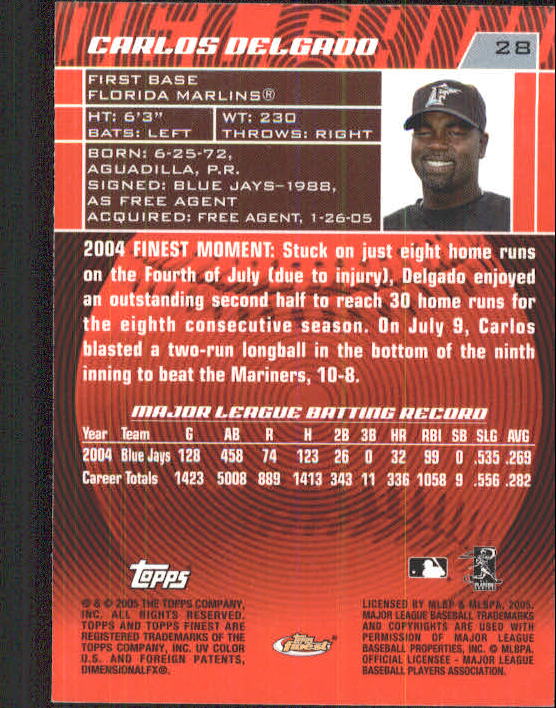 CARLOS DELGADO
28
FIRST BASE
FLORIDA MARLINS®
HT: 6'3" WT: 230
BATS: LEFT THROWS: RIGHT
BORN: 6-25-72,
AGUADILLA, P.R.
SIGNED: BLUE JAYS-1988,
AS FREE AGENT
ACQUIRED: FREE AGENT, 1-26-05
2004 FINEST MOMENT: Stuck on just eight home runs
on the Fourth of July (due to injury), Delgado enjoyed
an outstanding second half to reach 30 home runs for
the eighth consecutive season. On July 9, Carlos
blasted a two-run longball in the bottom of the ninth
inning to beat the Mariners, 10-8.
MAJOR LEAGUE BATTING RECORD
Year Team G AB R H 2B 3B HR RBI SB SLG AVG
2004 Blue Jays 128 458 74 123 26 0 32 99 0 .535 .269
Career Totals 1423 5008 889 1413 343 11 336 1058 9 .556 .282
Topps
® & © 2005 THE TOPPS COMPANY,
INC. ALL RIGHTS RESERVED.
TOPPS AND TOPPS FINEST ARE
REGISTERED TRADEMARKS OF THE
TOPPS COMPANY, INC. UV COLOR
U.S. AND FOREIGN PATENTS,
DIMENSIONALFX®.
Topps
finest
LICENSED BY MLBP & MLBPA, 2005.
MAJOR LEAGUE BASEBALL TRADEMARKS
AND COPYRIGHTS ARE USED WITH
PERMISSION OF MAJOR LEAGUE
BASEBALL PROPERTIES, INC. © MLBPA.
OFFICIAL LICENSEE - MAJOR LEAGUE
BASEBALL PLAYERS ASSOCIATION.